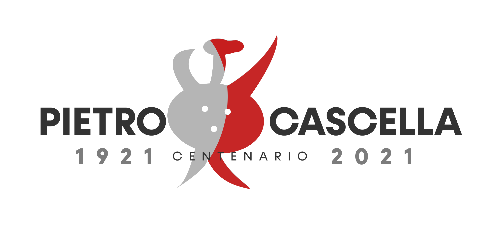 PIETRO CASCELLA
1921 CENTENARIO 2021